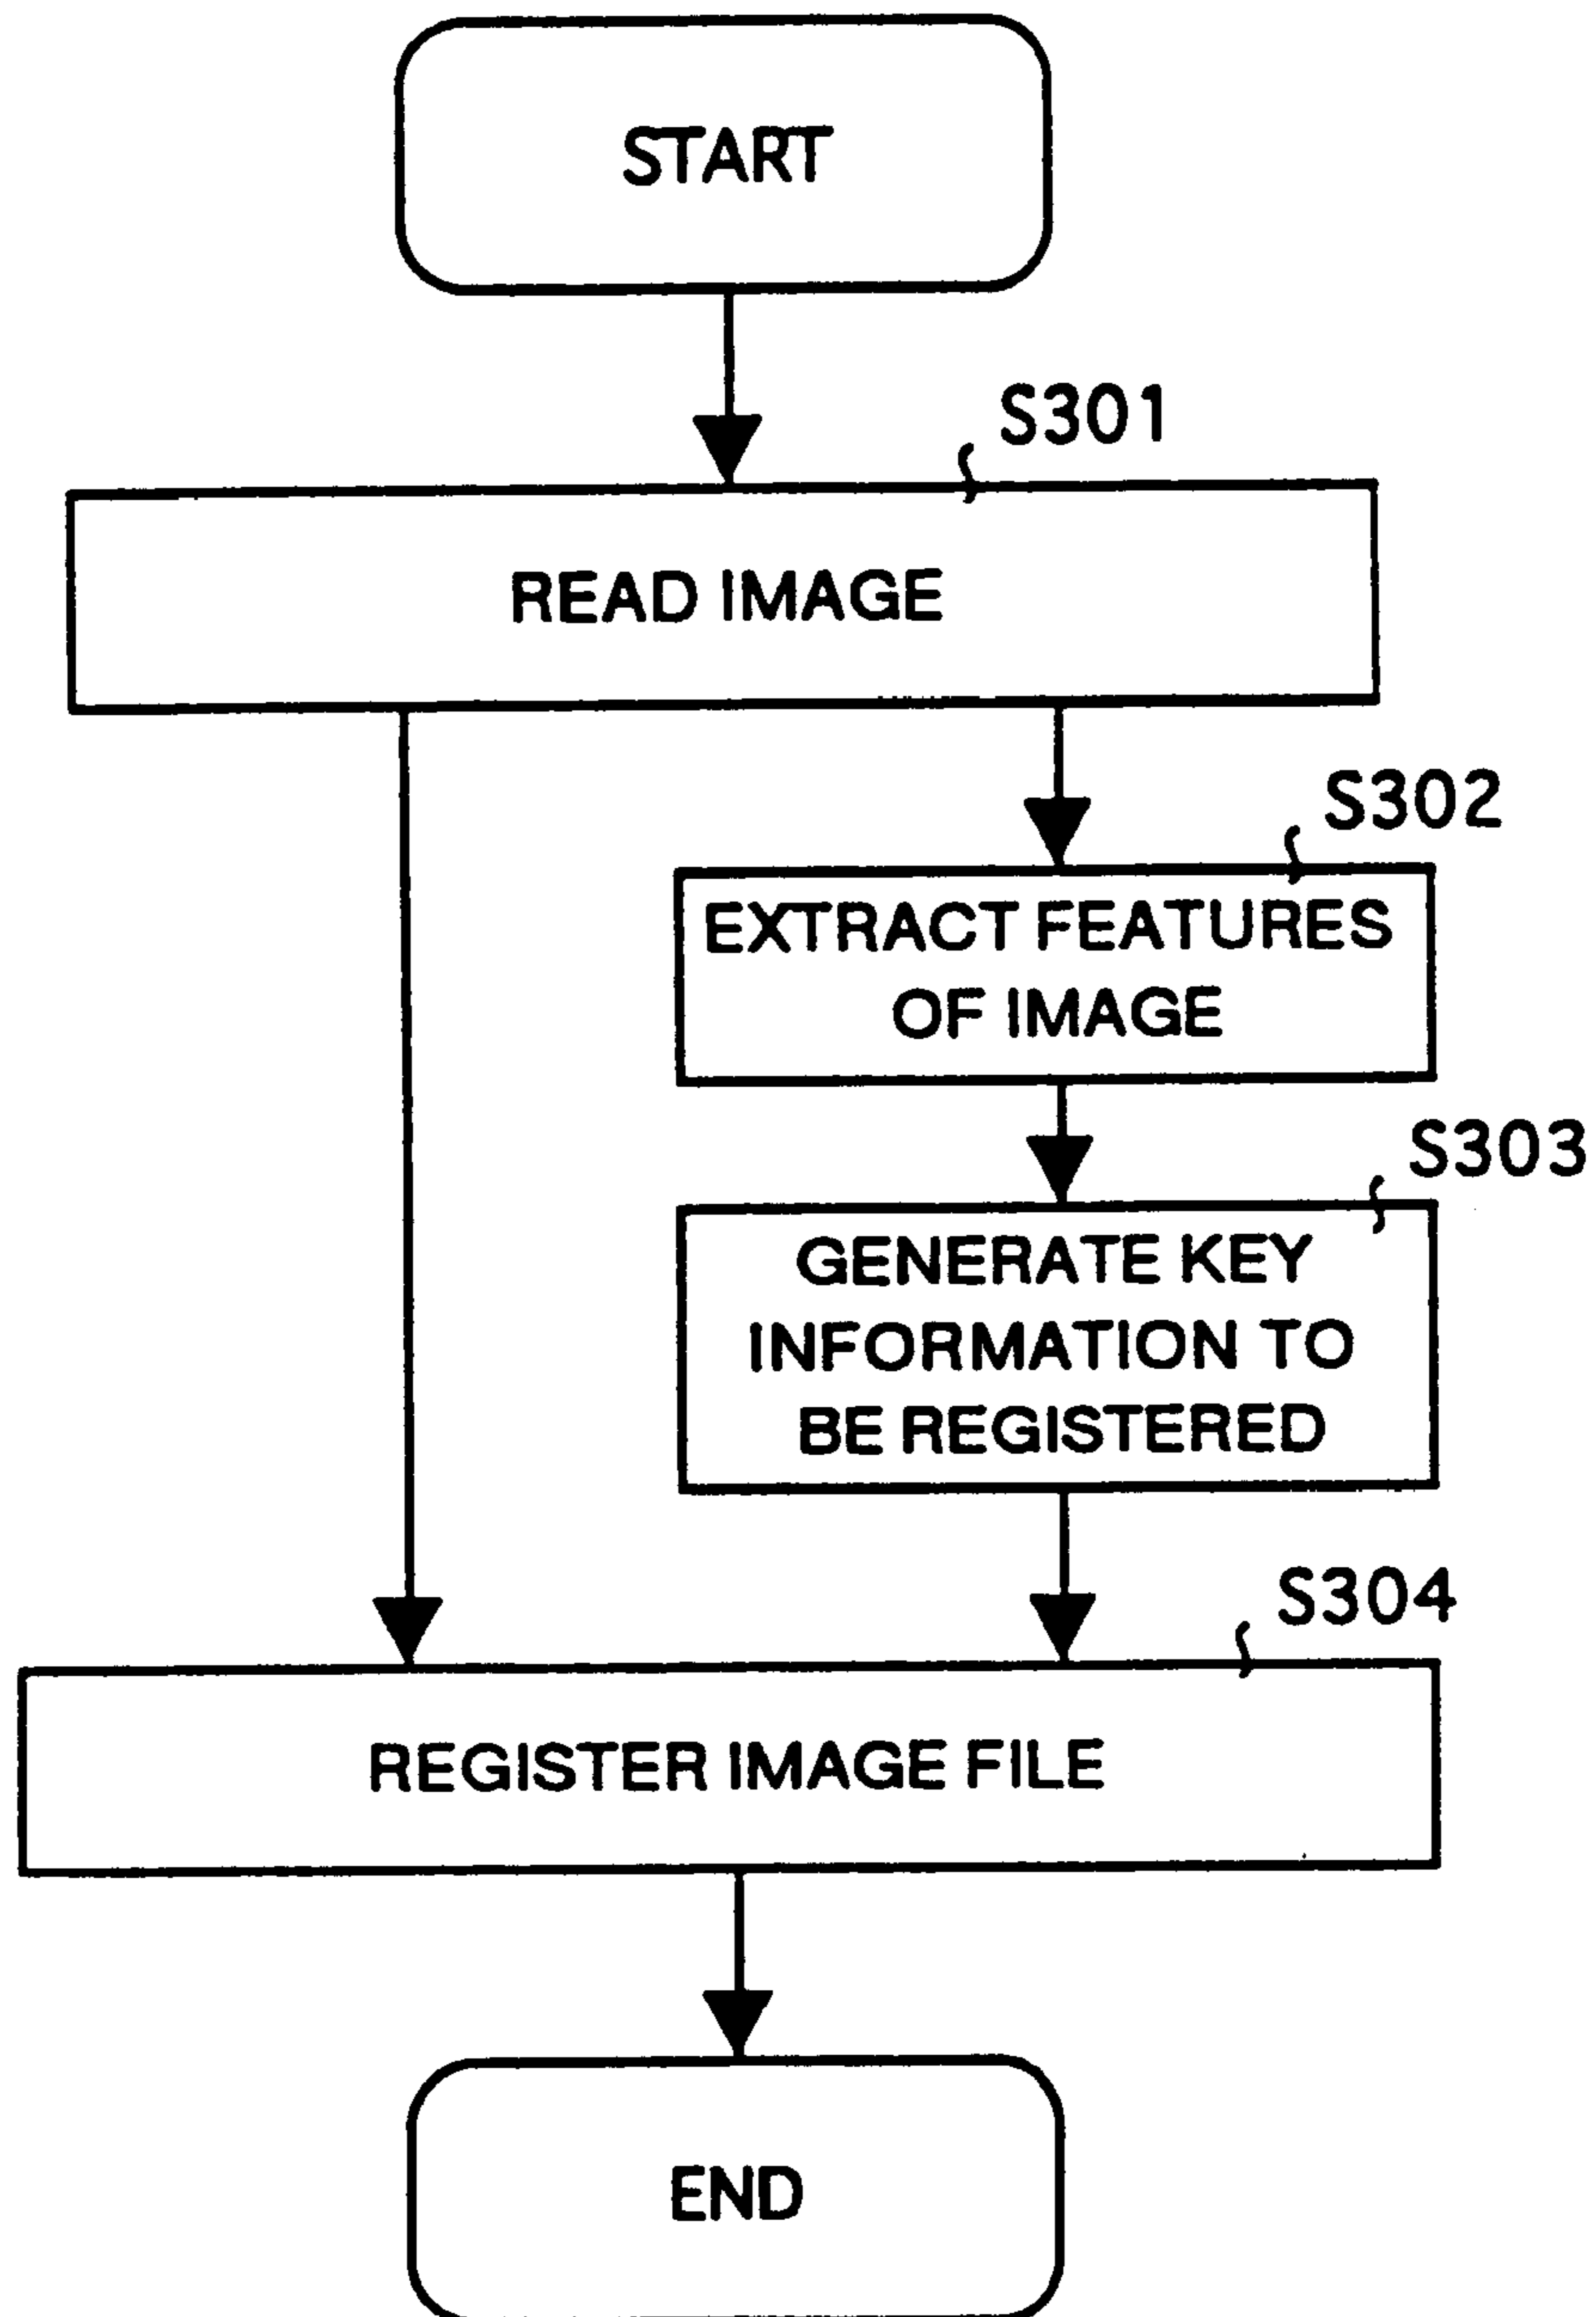 START
S301
READ IMAGE
S302
EXTRACT FEATURES
OF IMAGE
S303
GENERATE KEY
INFORMATION TO
BE REGISTERED
S304
REGISTER IMAGE FILE
END